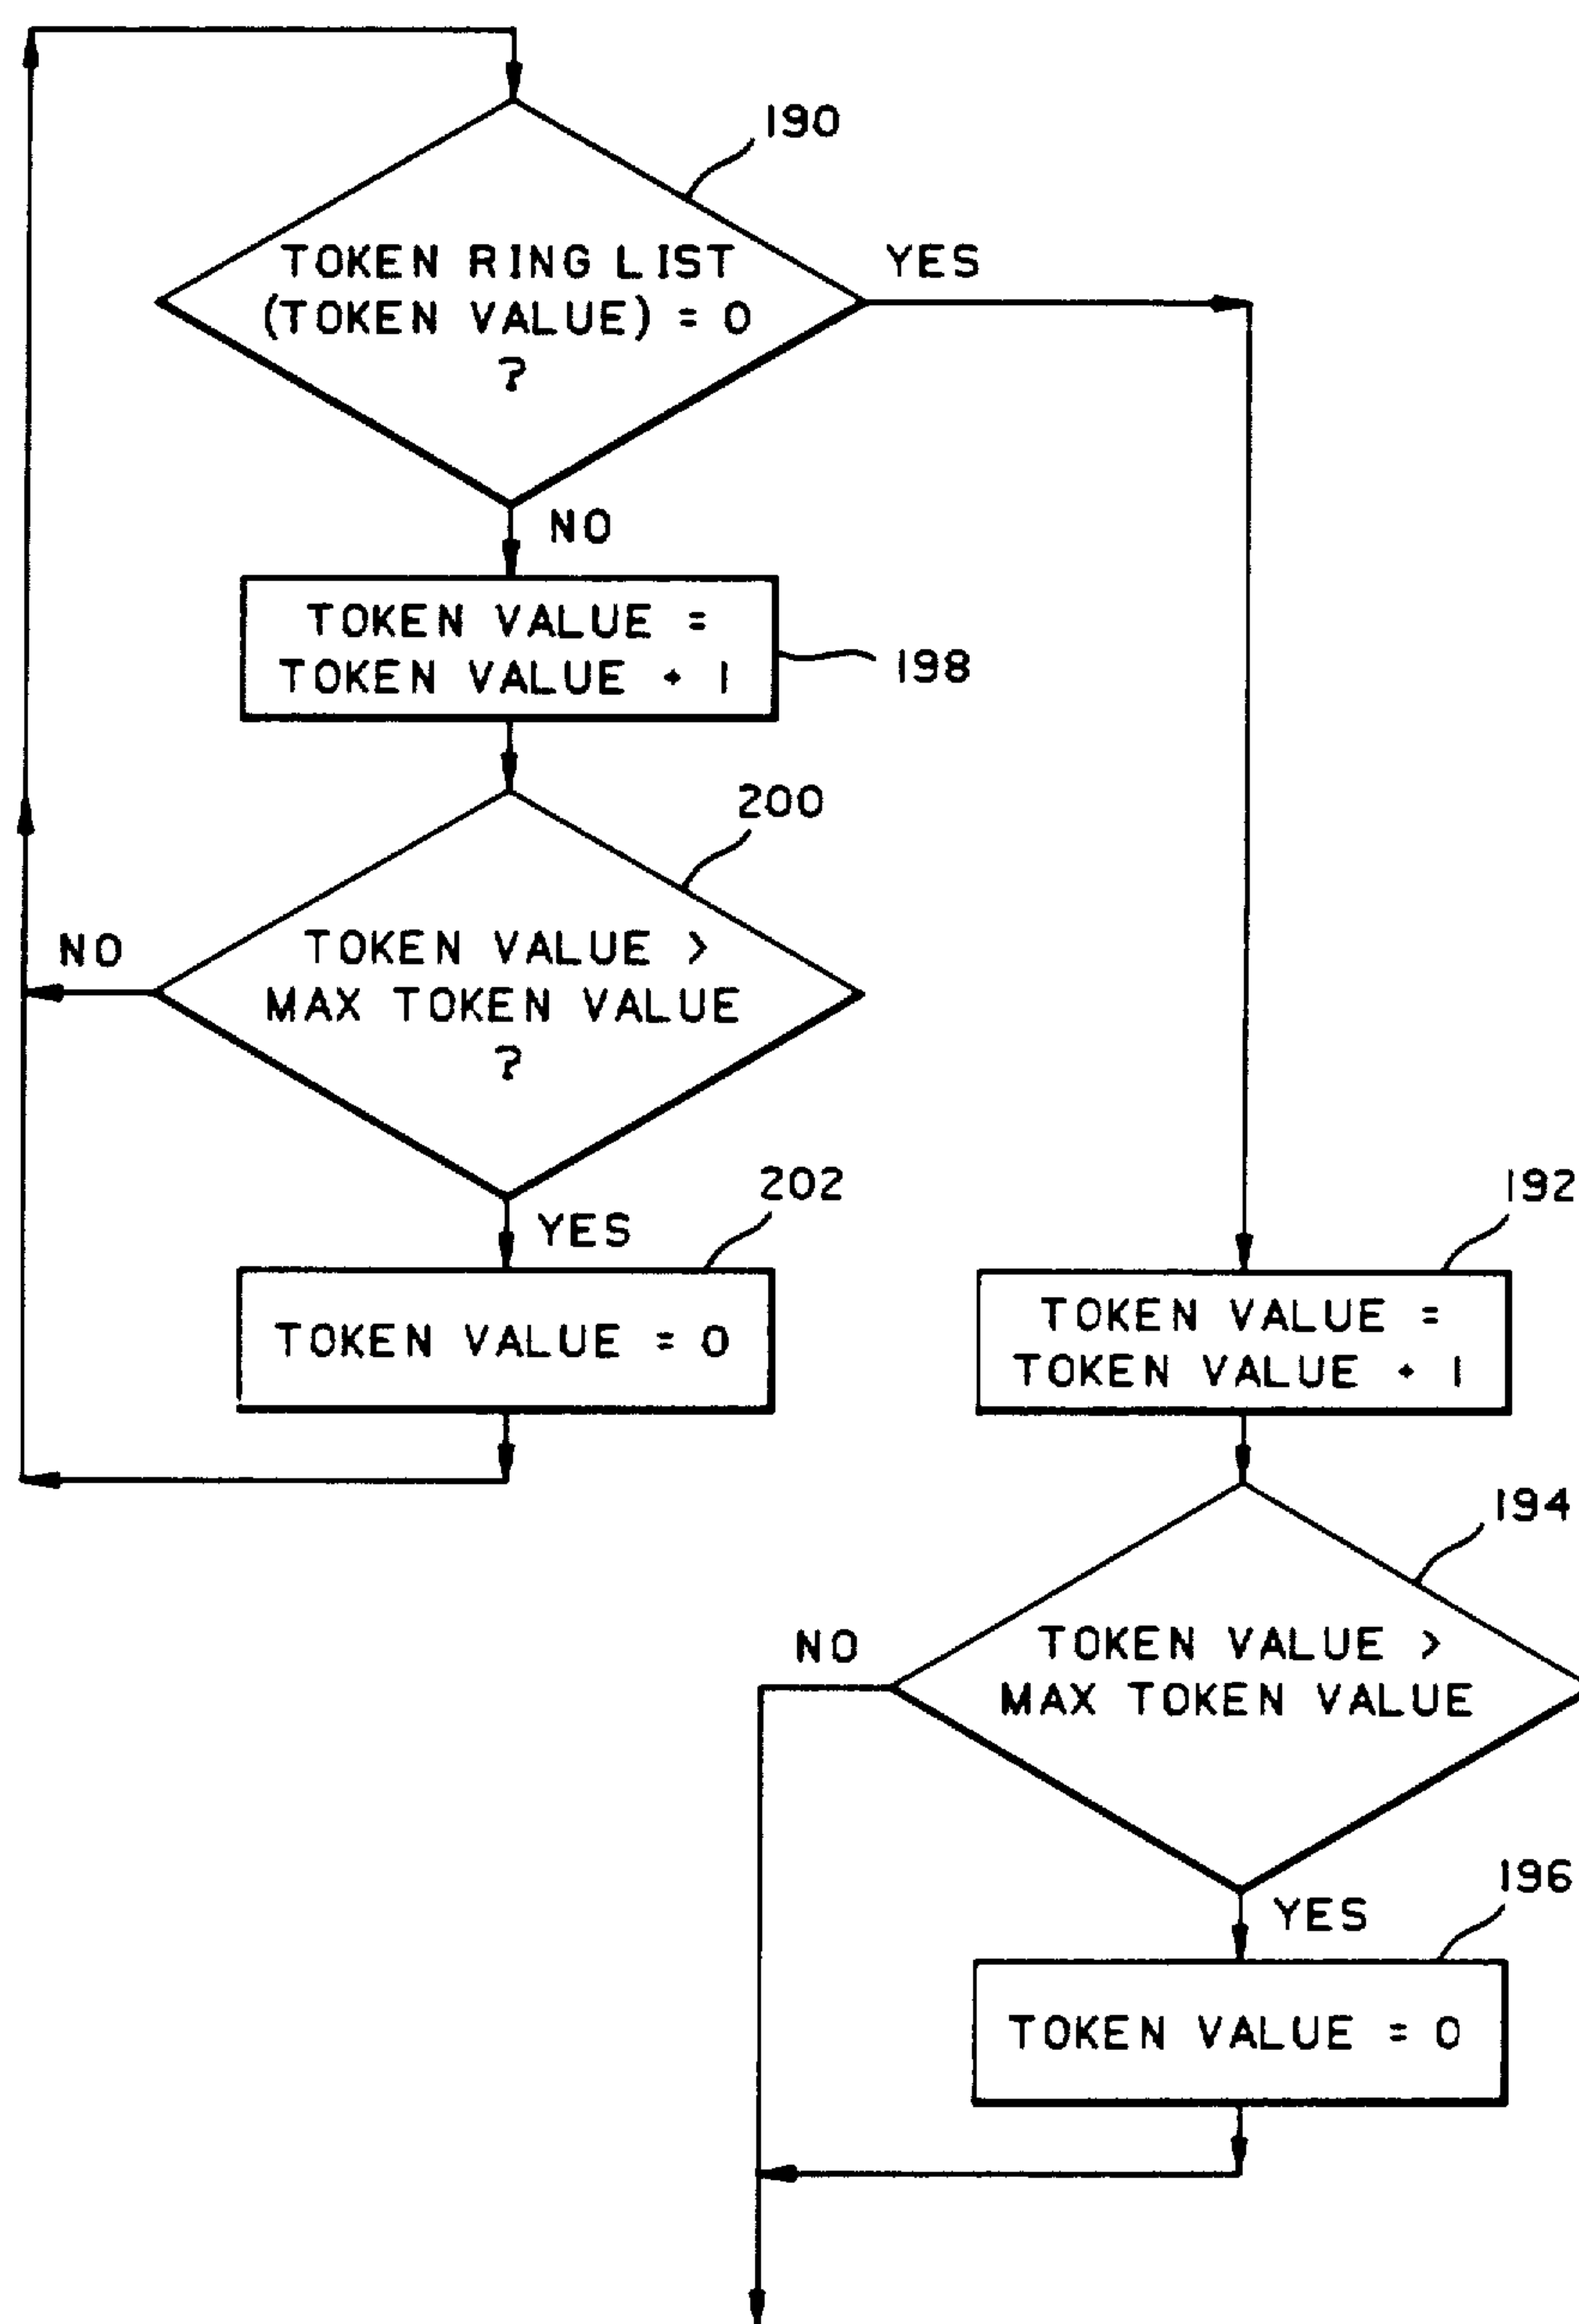 190
TOKEN RING LIST
(TOKEN VALUE) = 0
?
YES
NO
TOKEN VALUE =
TOKEN VALUE + 1
198
200
TOKEN VALUE >
MAX TOKEN VALUE
?
NO
YES
202
TOKEN VALUE = 0
192
TOKEN VALUE =
TOKEN VALUE + 1
194
TOKEN VALUE >
MAX TOKEN VALUE
NO
YES
196
TOKEN VALUE = 0